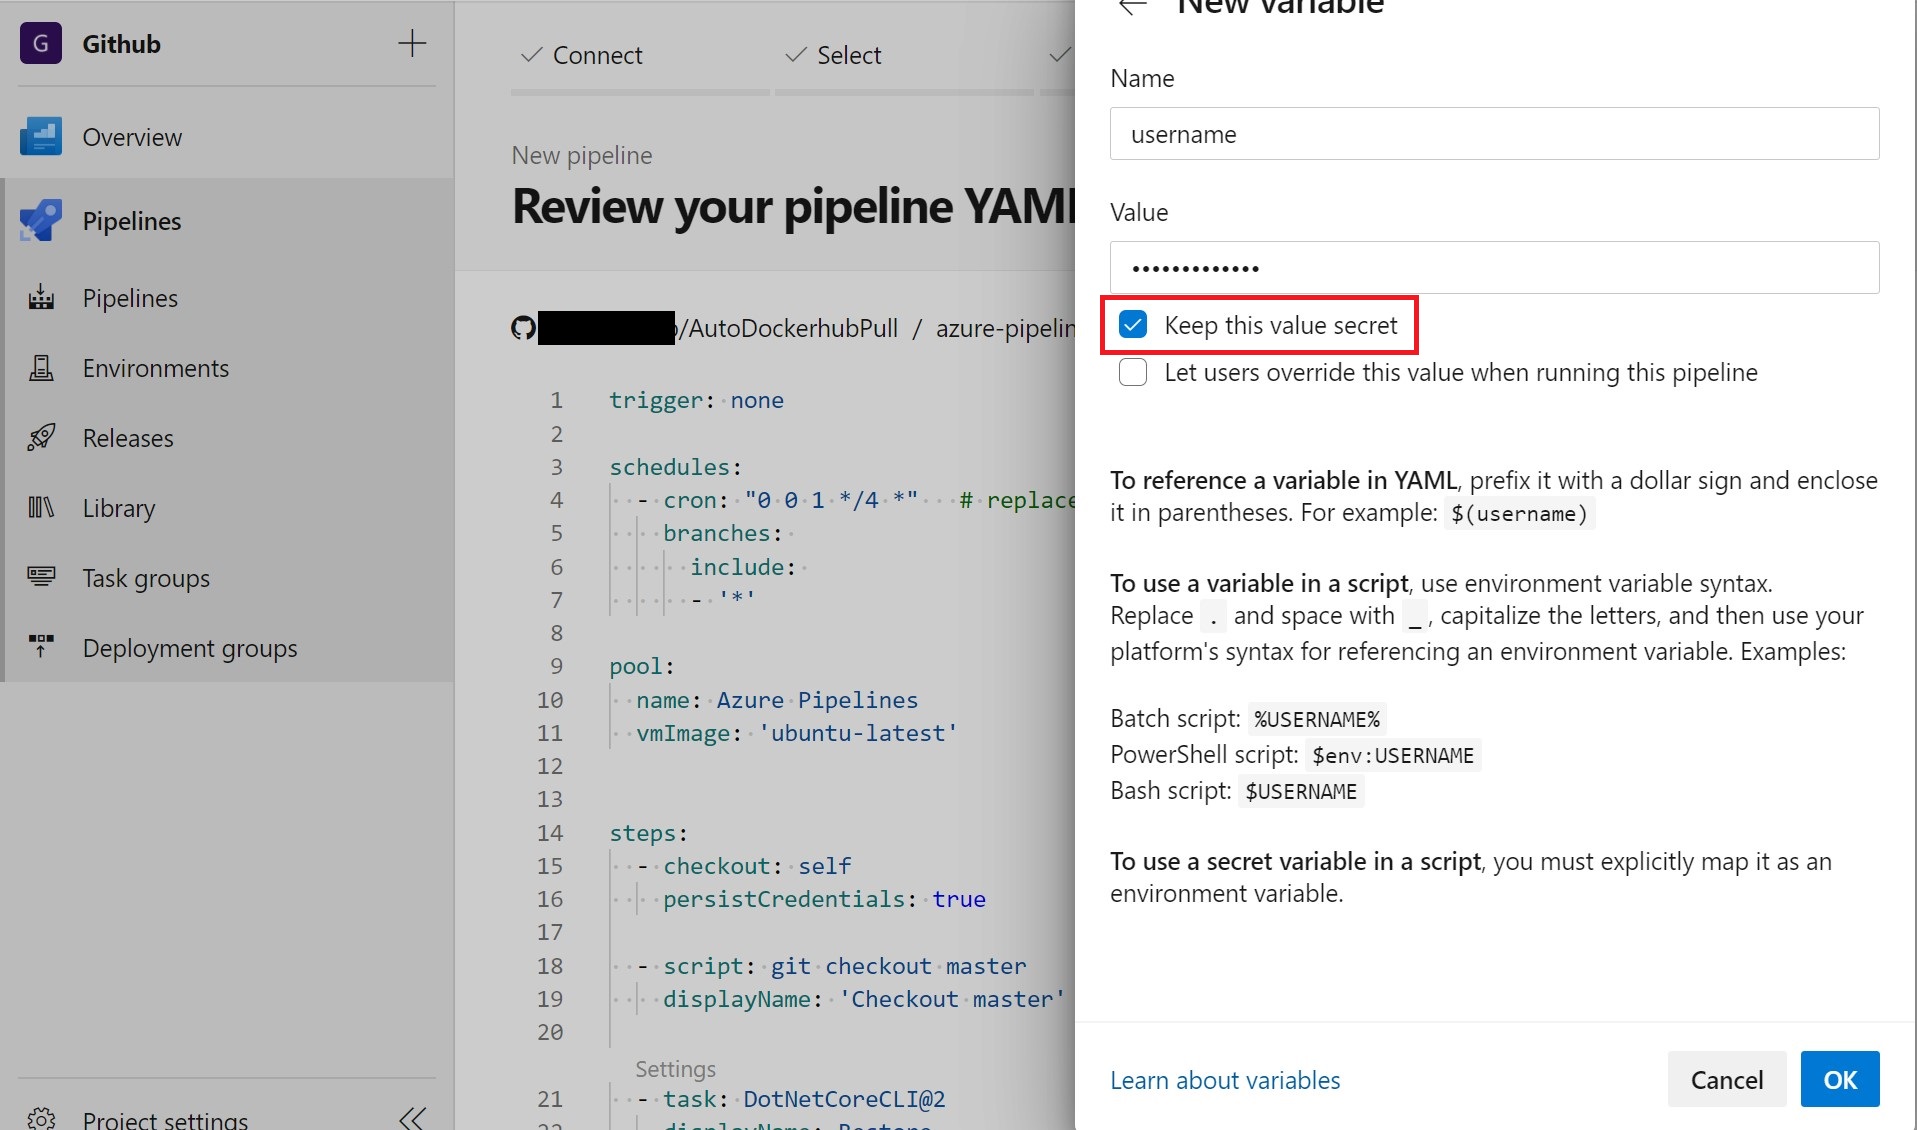 G Github
Overview
Pipelines
Pipelines
Environments
Releases
Library
Task groups
Deployment groups
Project settings
Connect
Select
New pipeline
Review your pipeline YAML
/AutoDockerhubPull / azure-pipelin
1 trigger: none
2
3 schedules:
4 - cron: "0 0 1 */4 *" # replace
5 branches:
6 include:
7 - '*'
8
9 pool:
10 name: Azure Pipelines
11 vmImage: 'ubuntu-latest'
12
13
14 steps:
15 - checkout: self
16 persistCredentials: true
17
18 - script: git checkout master
19 displayName: 'Checkout master'
20
Settings
21 - task: DotNetCoreCLI@2
22 displayName: Restore
New variable
Name
username
Value
•••••••••••••
Keep this value secret
Let users override this value when running this pipeline
To reference a variable in YAML, prefix it with a dollar sign and enclose
it in parentheses. For example: $(username)
To use a variable in a script, use environment variable syntax.
Replace . and space with _, capitalize the letters, and then use your
platform's syntax for referencing an environment variable. Examples:
Batch script: %USERNAME%
PowerShell script: $env:USERNAME
Bash script: $USERNAME
To use a secret variable in a script, you must explicitly map it as an
environment variable.
Learn about variables
Cancel
OK